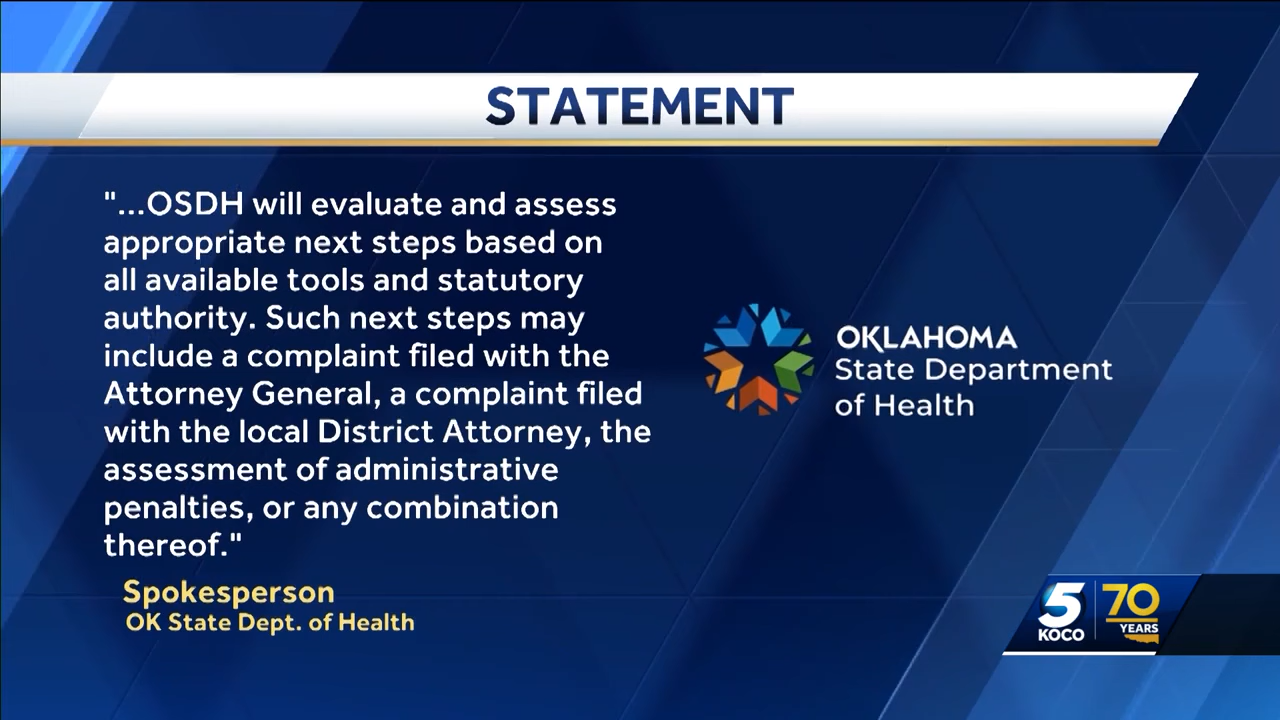 STATEMENT
"...OSDH will evaluate and assess
appropriate next steps based on
all available tools and statutory
authority. Such next steps may
include a complaint filed with the
Attorney General, a complaint filed
with the local District Attorney, the
assessment of administrative
penalties, or any combination
thereof."
Spokesperson
OK State Dept. of Health
OKLAHOMA
State Department
of Health
5
KOCO
70
YEARS